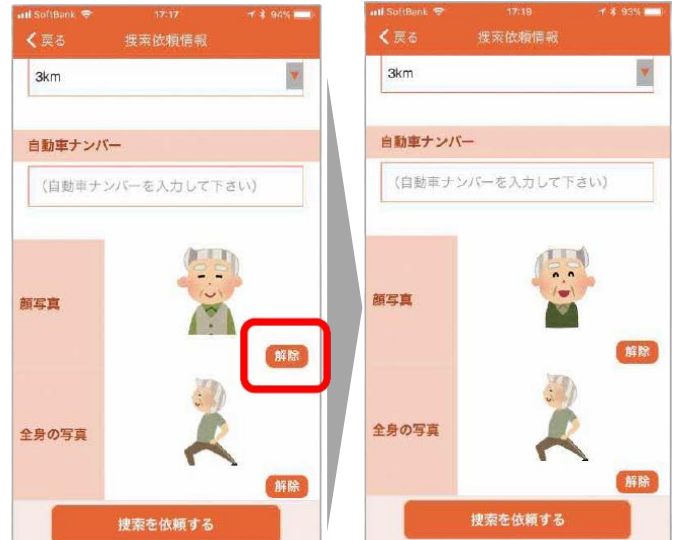 SoftBank 17:17 94%
戻る 捜索依頼情報
3km
自動車ナンバー
(自動車ナンバーを入力して下さい)
顔写真
解除
全身の写真
解除
捜索を依頼する
SoftBank 17:19 93%
戻る 捜索依頼情報
3km
自動車ナンバー
(自動車ナンバーを入力して下さい)
顔写真
解除
全身の写真
解除
捜索を依頼する